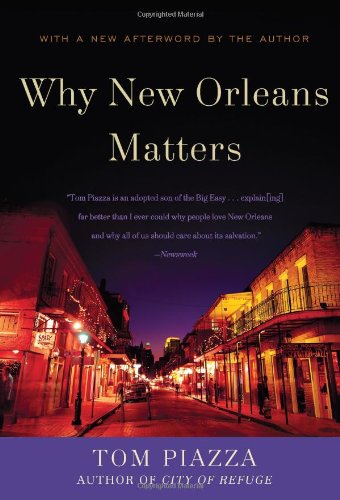 WITH A NEW AFTERWORD BY THE AUTHOR
Why New Orleans
Matters
"Tom Piazza is an adopted son of the Big Easy . . . explain[ing]
far better than I ever could why people love New Orleans
and why all of us should care about its salvation."
—Newsweek
TOM PIAZZA
AUTHOR OF CITY OF REFUGE